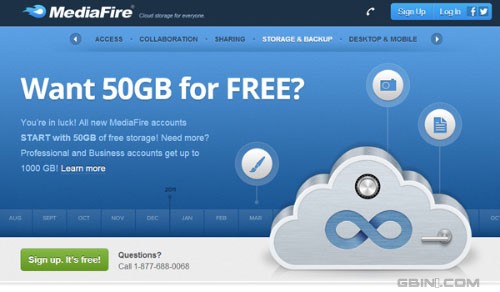 MediaFire® Cloud storage for everyone
Sign Up Log In
ACCESS COLLABORATION SHARING STORAGE & BACKUP DESKTOP & MOBILE
Want 50GB for FREE?
You're in luck! All new MediaFire accounts
START with 50GB of free storage! Need more?
Professional and Business accounts get up to
1000 GB! Learn more
AUG SEPT OCT NOV DEC JAN FEB MAR
Sign up. It's free!
Questions?
Call 1-877-688-0068
GBIN1.COM